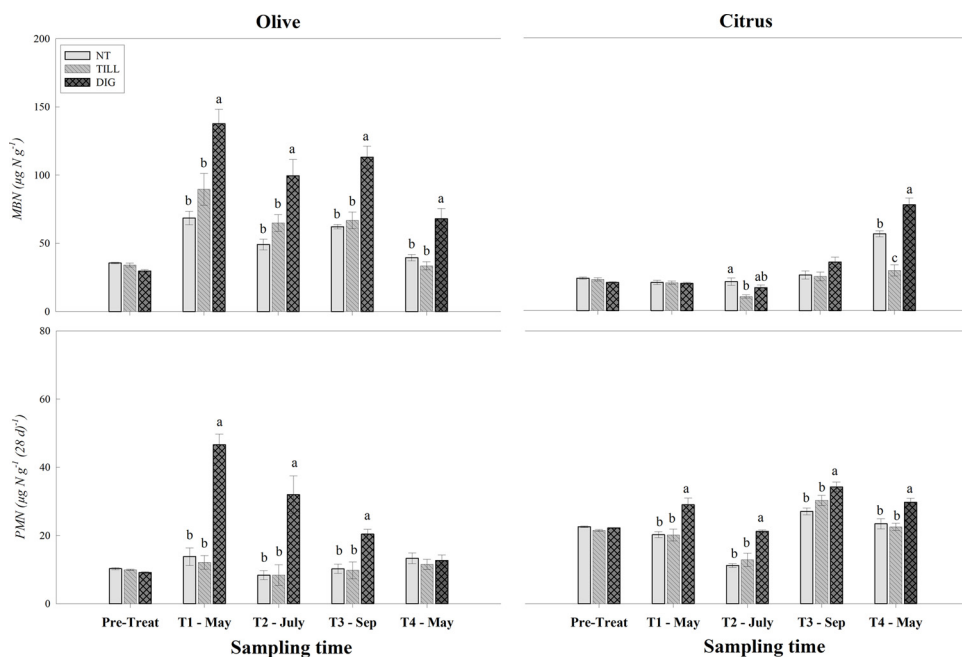 Olive
Citrus
200
150
100
50
0
MBN (µg N g⁻¹)
NT
TILL
DIG
b b a
b b a
b b a
b b a
a b ab
b c a
80
60
40
20
0
PMN (µg N g⁻¹ (28 d)⁻¹)
b b a
b b a
b b a
b b a
b b a
b b a
b b a
Pre-Treat T1 - May T2 - July T3 - Sep T4 - May
Sampling time
Pre-Treat T1 - May T2 - July T3 - Sep T4 - May
Sampling time